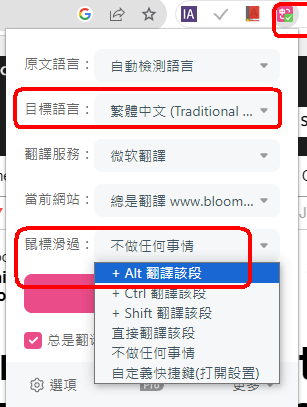 IA
A
原文語言：
自動檢測語言
目標語言：
繁體中文 (Traditional ...
翻譯服務：
微软翻譯
當前網站：
總是翻譯 www.bloom...
鼠標滑過：
不做任何事情
+ Alt 翻譯該段
+ Ctrl 翻譯該段
+ Shift 翻譯該段
直接翻譯該段
不做任何事情
自定義快捷鍵(打開設置)
总是翻
選項
Pro
更多